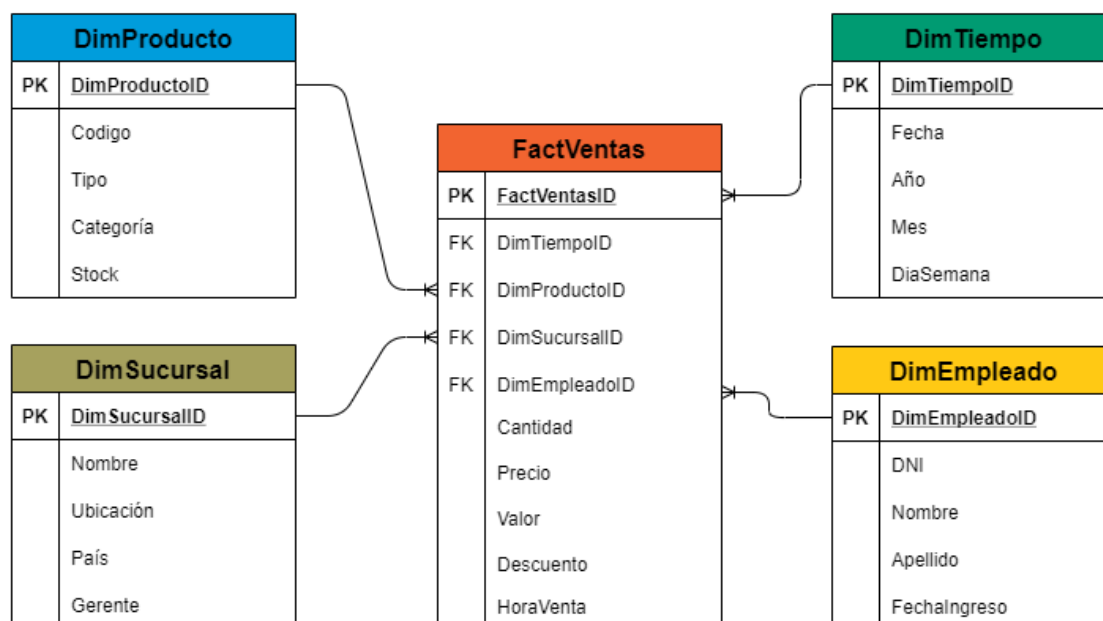 DimProducto
PK DimProductoID
Codigo
Tipo
Categoría
Stock
DimSucursal
PK DimSucursalID
Nombre
Ubicación
País
Gerente
FactVentas
PK FactVentasID
FK DimTiempoID
FK DimProductoID
FK DimSucursalID
FK DimEmpleadoID
Cantidad
Precio
Valor
Descuento
HoraVenta
DimTiempo
PK DimTiempoID
Fecha
Año
Mes
DiaSemana
DimEmpleado
PK DimEmpleadoID
DNI
Nombre
Apellido
FechaIngreso